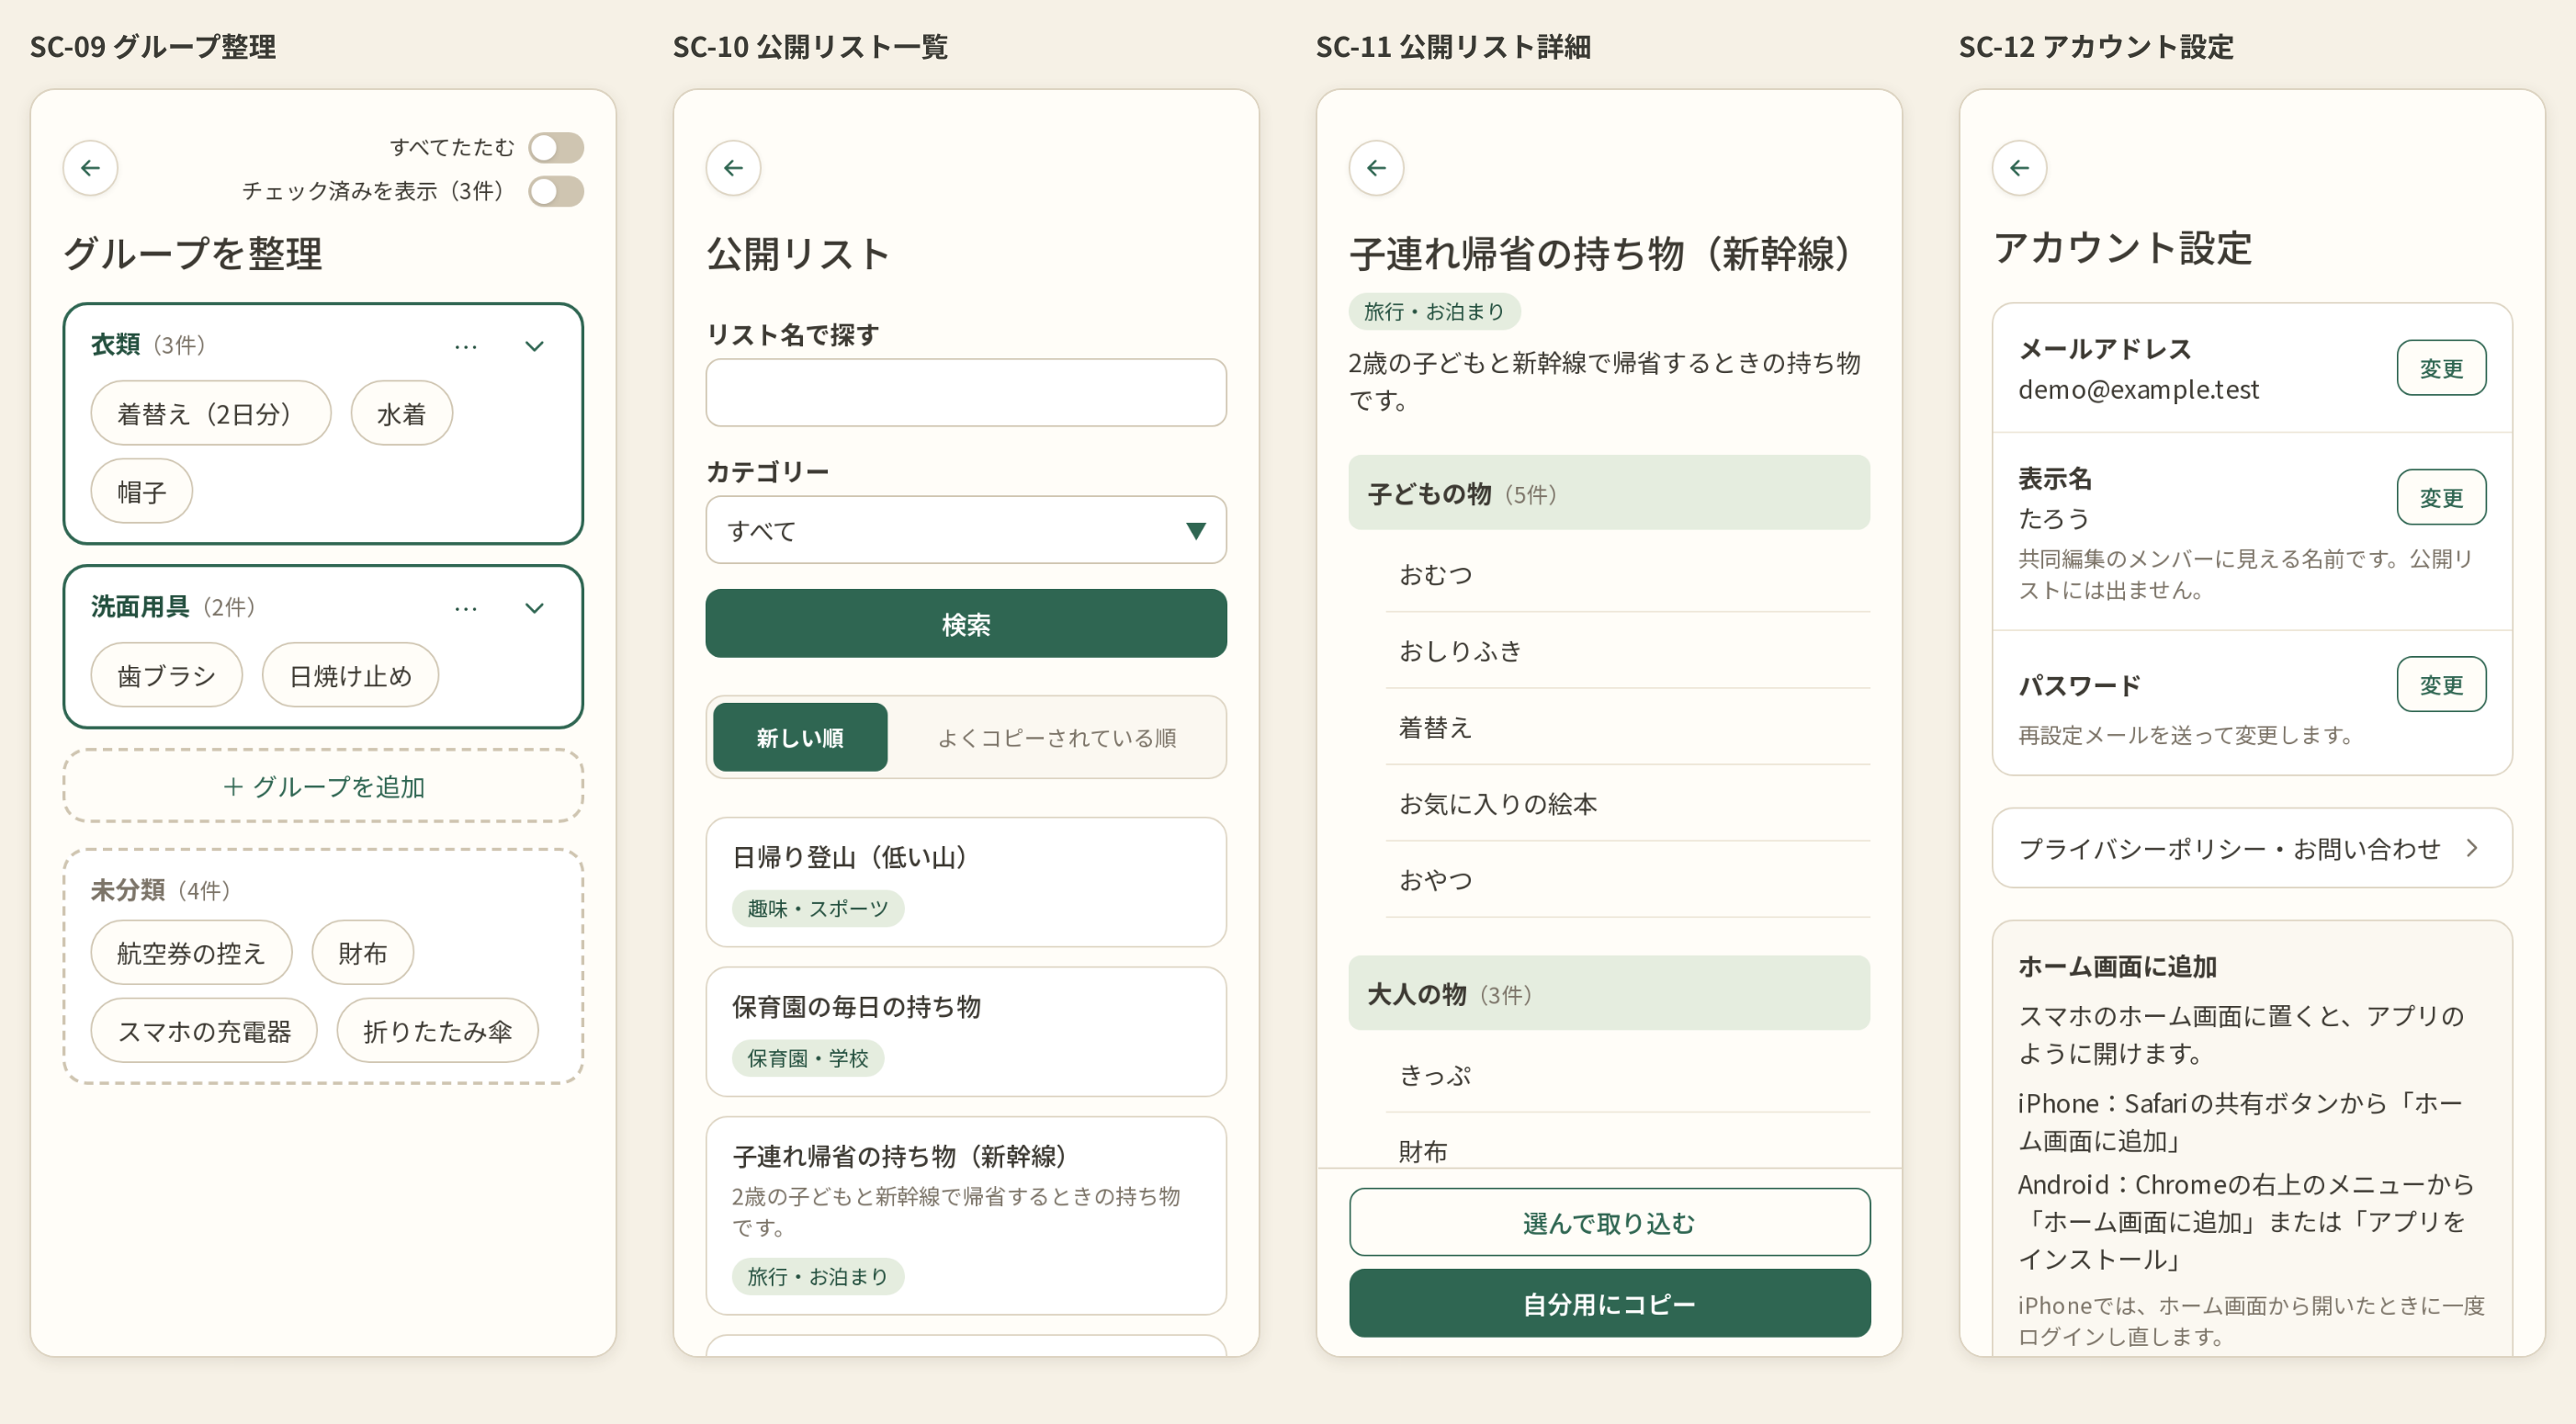 SC-09 グループ整理
すべてたたむ
チェック済みを表示（3件）
グループを整理
衣類（3件） …
着替え（2日分） 水着
帽子
洗面用具（2件） …
歯ブラシ 日焼け止め
＋ グループを追加
未分類（4件）
航空券の控え 財布
スマホの充電器 折りたたみ傘
SC-10 公開リスト一覧
公開リスト
リスト名で探す
カテゴリー
すべて
検索
新しい順 よくコピーされている順
日帰り登山（低い山）
趣味・スポーツ
保育園の毎日の持ち物
保育園・学校
子連れ帰省の持ち物（新幹線）
2歳の子どもと新幹線で帰省するときの持ち物
です。
旅行・お泊まり
SC-11 公開リスト詳細
子連れ帰省の持ち物（新幹線）
旅行・お泊まり
2歳の子どもと新幹線で帰省するときの持ち物
です。
子どもの物（5件）
おむつ
おしりふき
着替え
お気に入りの絵本
おやつ
大人の物（3件）
きっぷ
財布
選んで取り込む
自分用にコピー
SC-12 アカウント設定
アカウント設定
メールアドレス
demo@example.test
変更
表示名
たろう
変更
共同編集のメンバーに見える名前です。公開リ
ストには出ません。
パスワード
変更
再設定メールを送って変更します。
プライバシーポリシー・お問い合わせ
ホーム画面に追加
スマホのホーム画面に置くと、アプリの
ように開けます。
iPhone：Safariの共有ボタンから「ホー
ム画面に追加」
Android：Chromeの右上のメニューから
「ホーム画面に追加」または「アプリを
インストール」
iPhoneでは、ホーム画面から開いたときに一度
ログインし直します。